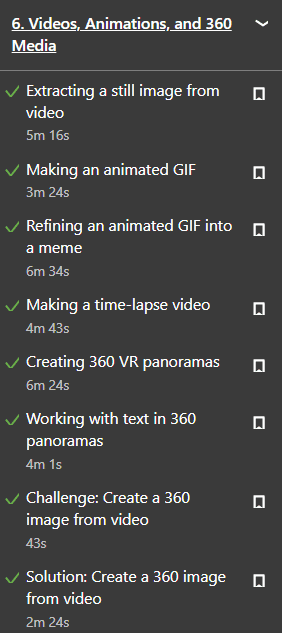 6. Videos, Animations, and 360
Media
Extracting a still image from
video
5m 16s
Making an animated GIF
3m 24s
Refining an animated GIF into
a meme
6m 34s
Making a time-lapse video
4m 43s
Creating 360 VR panoramas
6m 24s
Working with text in 360
panoramas
4m 1s
Challenge: Create a 360
image from video
43s
Solution: Create a 360 image
from video
2m 24s